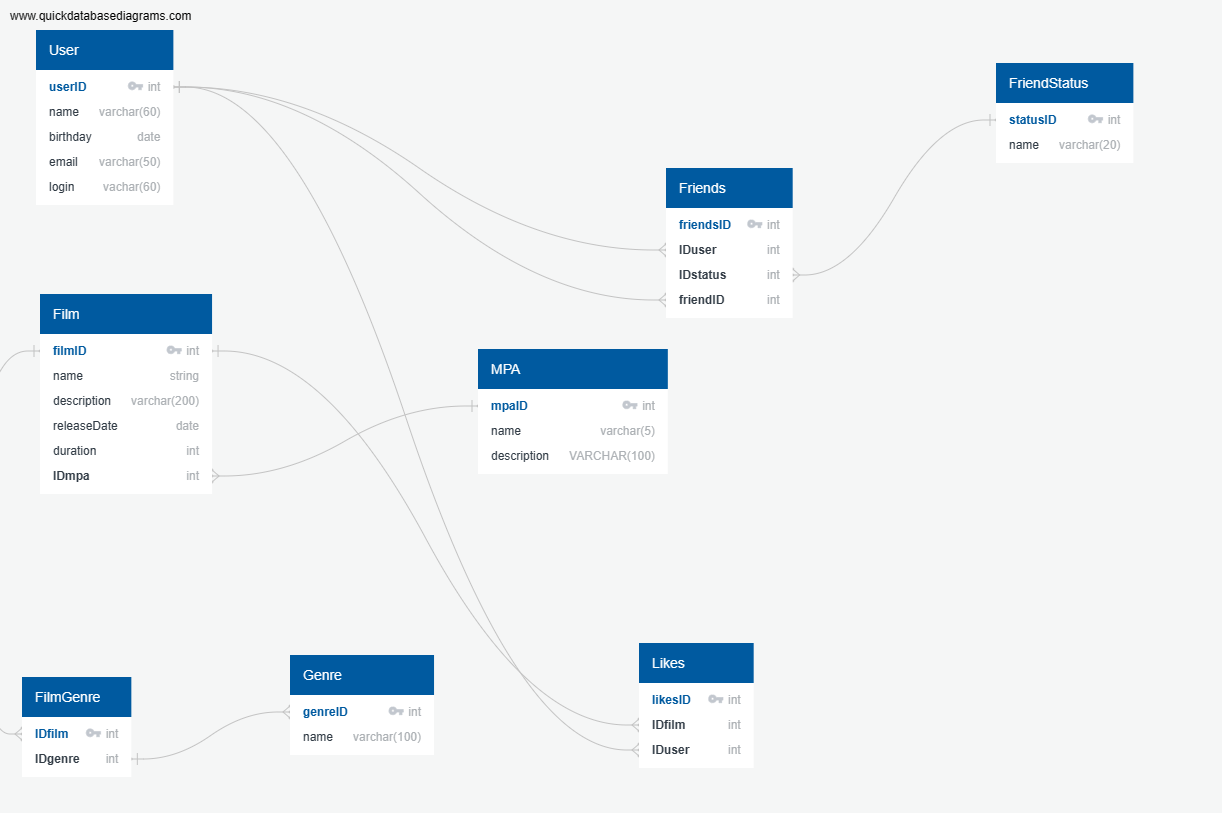 www.quickdatabasediagrams.com
User
userID int
name varchar(60)
birthday date
email varchar(50)
login vachar(60)
FriendStatus
statusID int
name varchar(20)
Friends
friendsID int
IDuser int
IDstatus int
friendID int
Film
filmID int
name string
description varchar(200)
releaseDate date
duration int
IDmpa int
MPA
mpaID int
name varchar(5)
description VARCHAR(100)
Likes
likesID int
IDfilm int
IDuser int
Genre
genreID int
name varchar(100)
FilmGenre
IDfilm int
IDgenre int